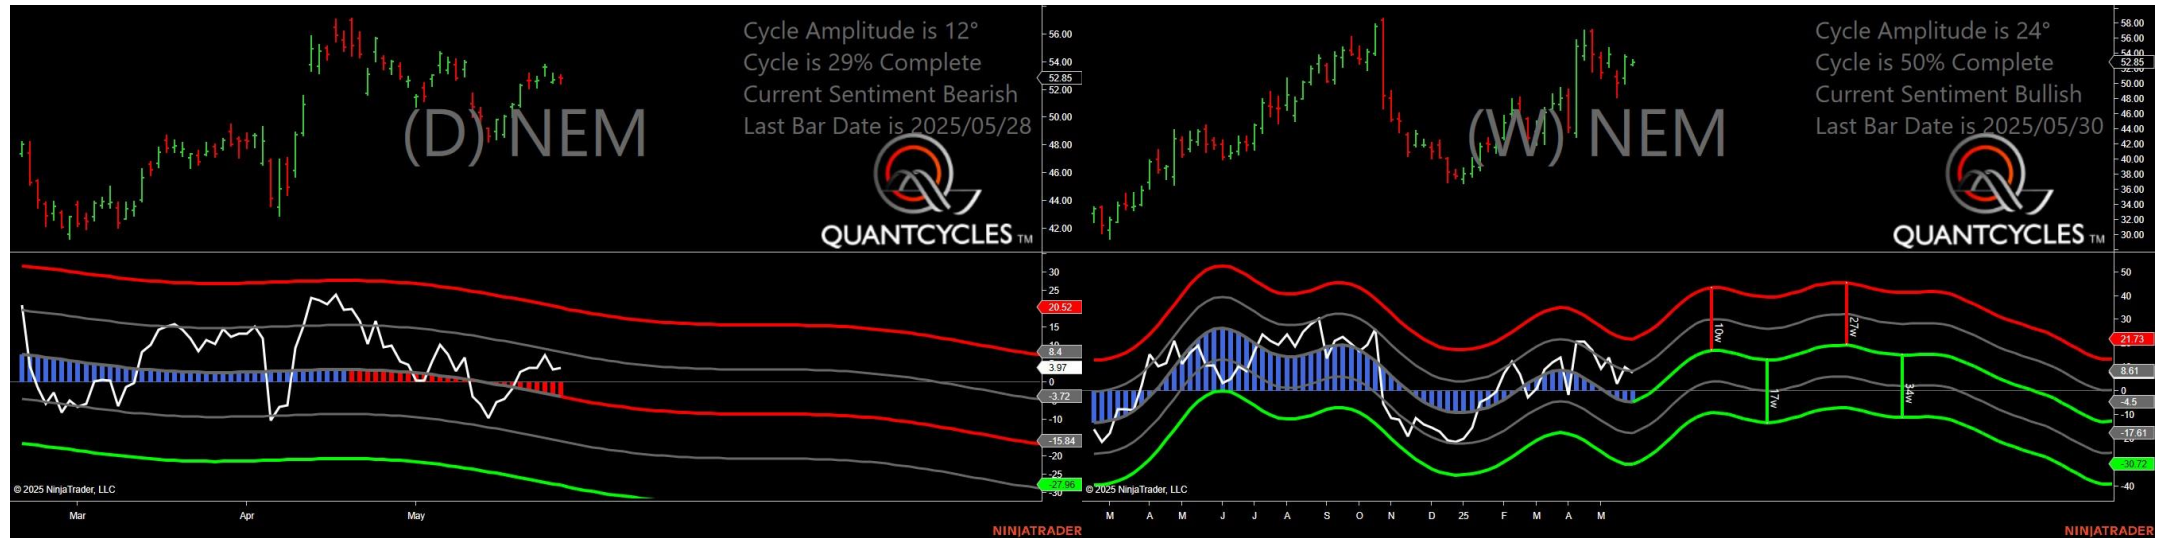 Cycle Amplitude is 12°
Cycle is 29% Complete
Current Sentiment Bearish
Last Bar Date is 2025/05/28
(D) NEM
QUANTCYCLES TM
56.00
54.00
52.85
52.00
50.00
48.00
46.00
44.00
42.00
30
25
20.52
15
10
8.4
3.97
0
-3.72
-10
-15.84
-20
-25
-27.96
-30
© 2025 NinjaTrader, LLC
Mar Apr May
NINJATRADER
Cycle Amplitude is 24°
Cycle is 50% Complete
Current Sentiment Bullish
Last Bar Date is 2025/05/30
(W) NEM
QUANTCYCLES TM
58.00
56.00
54.00
52.85
52.00
50.00
48.00
46.00
44.00
42.00
40.00
38.00
36.00
34.00
32.00
30.00
10w
27w
17w
34w
50
40
30
21.73
8.61
0
-4.5
-10
-17.61
-30.72
-40
© 2025 NinjaTrader, LLC
M A M J J A S O N D 25 F M A M
NINJATRADER